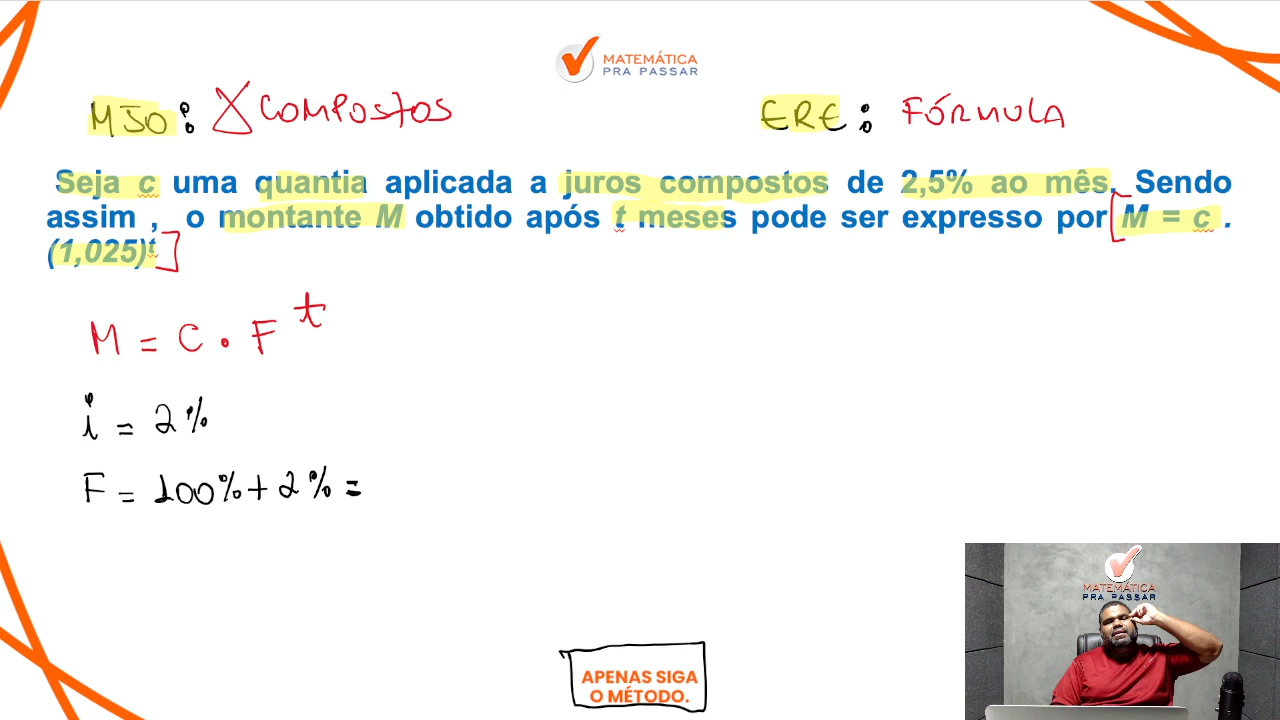 MATEMÁTICA
PRA PASSAR
MJO: X COMPOSTOS
ERE: FÓRMULA
Seja c uma quantia aplicada a juros compostos de 2,5% ao mês. Sendo
assim , o montante M obtido após t meses pode ser expresso por M = c .
(1,025)ᵗ
M = C . F ᵗ
i = 2%
F = 100% + 2% =
MATEMÁTICA
PRA PASSAR
APENAS SIGA
O MÉTODO.